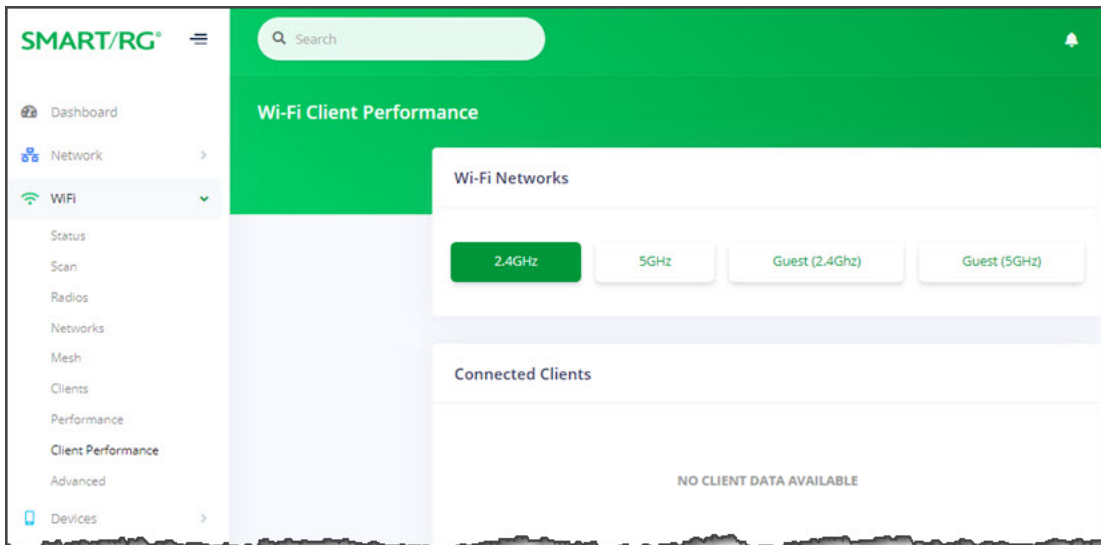 SMART/RG®
Search
Wi-Fi Client Performance
Dashboard
Network
WiFi
Status
Scan
Radios
Networks
Mesh
Clients
Performance
Client Performance
Advanced
Devices
Wi-Fi Networks
2.4GHz 5GHz Guest (2.4Ghz) Guest (5GHz)
Connected Clients
NO CLIENT DATA AVAILABLE